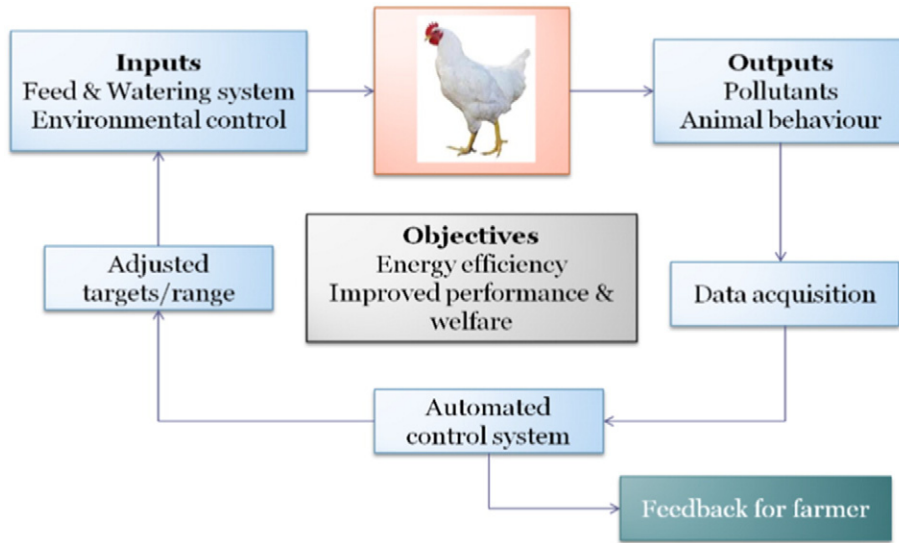 Inputs
Feed & Watering system
Environmental control
Outputs
Pollutants
Animal behaviour
Objectives
Energy efficiency
Improved performance &
welfare
Adjusted
targets/range
Data acquisition
Automated
control system
Feedback for farmer